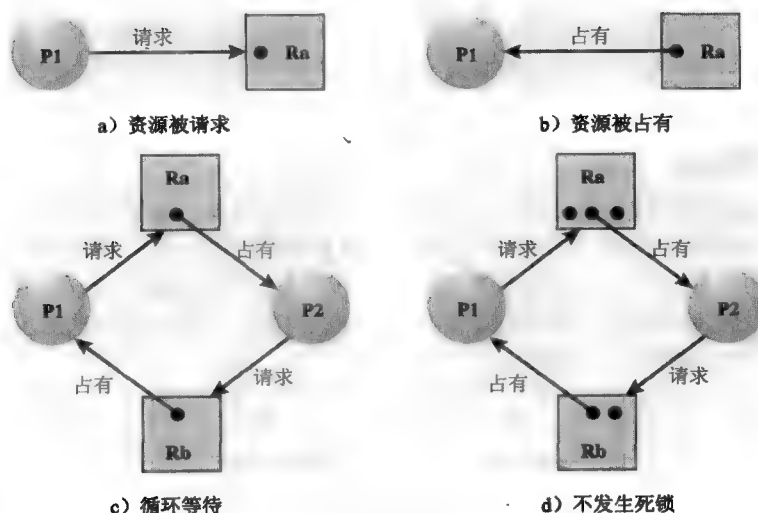 P1
请求
Ra
a）资源被请求
P1
占有
Ra
b）资源被占有
Ra
请求
占有
P1
P2
占有
请求
Rb
c）循环等待
Ra
请求
占有
P1
P2
占有
请求
Rb
d）不发生死锁